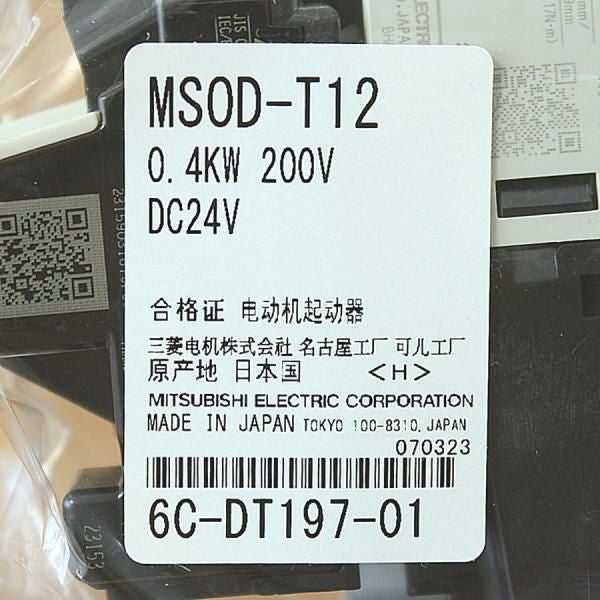 MSOD-T12
0.4KW 200V
DC24V
合格证 电动机起动器
三菱电机株式会社 名古屋工厂 可儿工厂
原产地 日本国 <H>
MITSUBISHI ELECTRIC CORPORATION
MADE IN JAPAN TOKYO 100-8310, JAPAN
070323
6C-DT197-01
23153